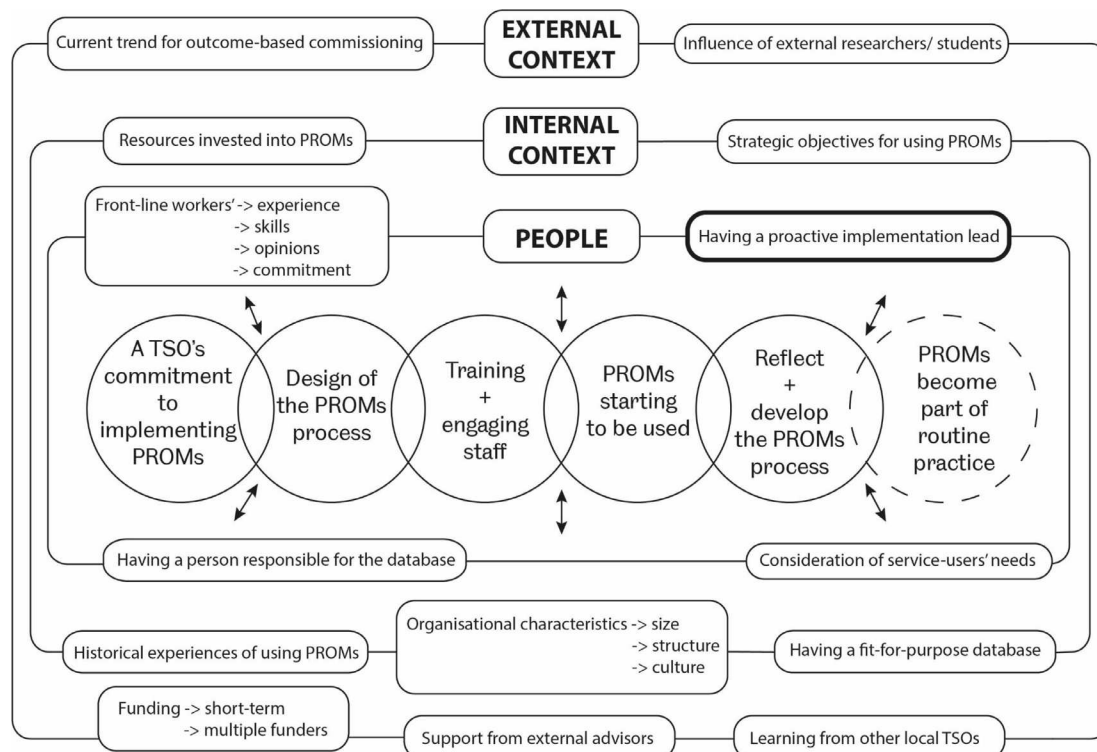 Current trend for outcome-based commissioning
EXTERNAL
CONTEXT
Influence of external researchers/ students
Resources invested into PROMs
INTERNAL
CONTEXT
Strategic objectives for using PROMs
Front-line workers' -> experience
-> skills
-> opinions
-> commitment
PEOPLE
Having a proactive implementation lead
A TSO's
commitment
to
implementing
PROMs
Design of
the PROMs
process
Training
+
engaging
staff
PROMs
starting
to be used
Reflect
+
develop
the PROMs
process
PROMs
become
part of
routine
practice
Having a person responsible for the database
Consideration of service-users' needs
Historical experiences of using PROMs
Organisational characteristics -> size
-> structure
-> culture
Having a fit-for-purpose database
Funding -> short-term
-> multiple funders
Support from external advisors
Learning from other local TSOs